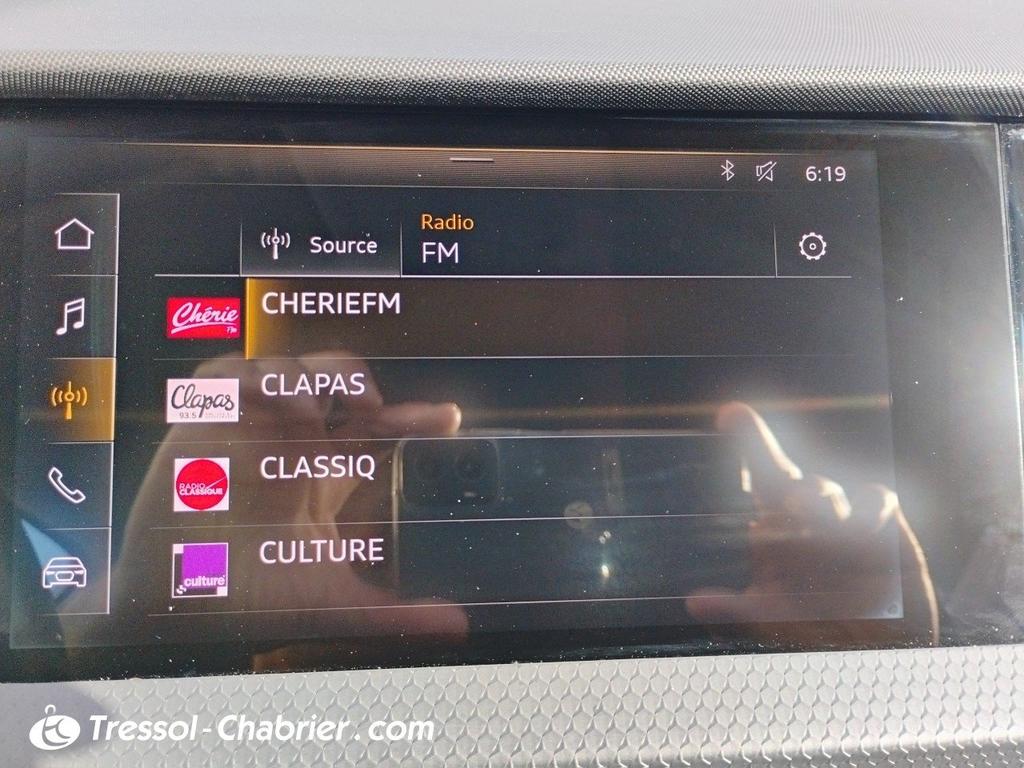 6:19
Source
Radio
FM
Chérie
FM
CHERIEFM
Clapas
93.5
CLAPAS
RADIO
CLASSIQUE
CLASSIQ
culture
CULTURE
Tressol-Chabrier.com